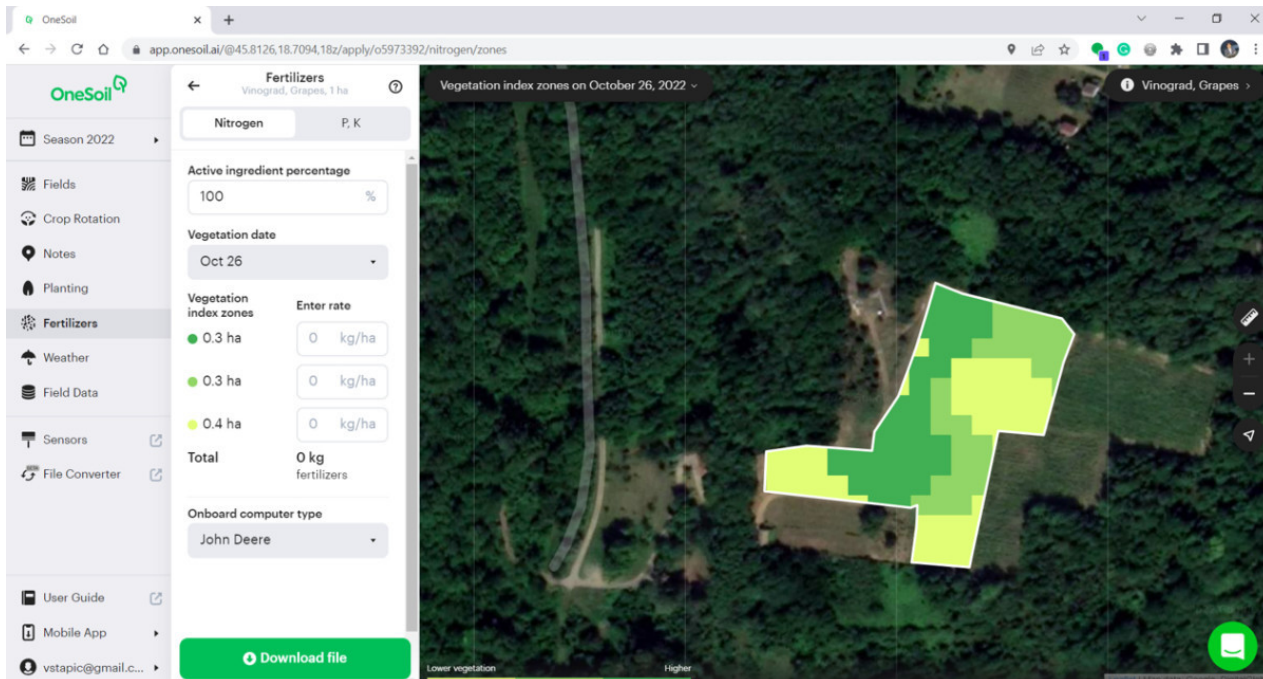 OneSoil
app.onesoil.ai/@45.8126,18.7094,18z/apply/o5973392/nitrogen/zones
OneSoil
Season 2022
Fields
Crop Rotation
Notes
Planting
Fertilizers
Weather
Field Data
Sensors
File Converter
User Guide
Mobile App
vstapic@gmail.c...
Fertilizers
Vinograd, Grapes, 1 ha
Nitrogen
P, K
Active ingredient percentage
100 %
Vegetation date
Oct 26
Vegetation
index zones
Enter rate
0.3 ha 0 kg/ha
0.3 ha 0 kg/ha
0.4 ha 0 kg/ha
Total 0 kg
fertilizers
Onboard computer type
John Deere
Download file
Vegetation index zones on October 26, 2022
Vinograd, Grapes
Lower vegetation
Higher